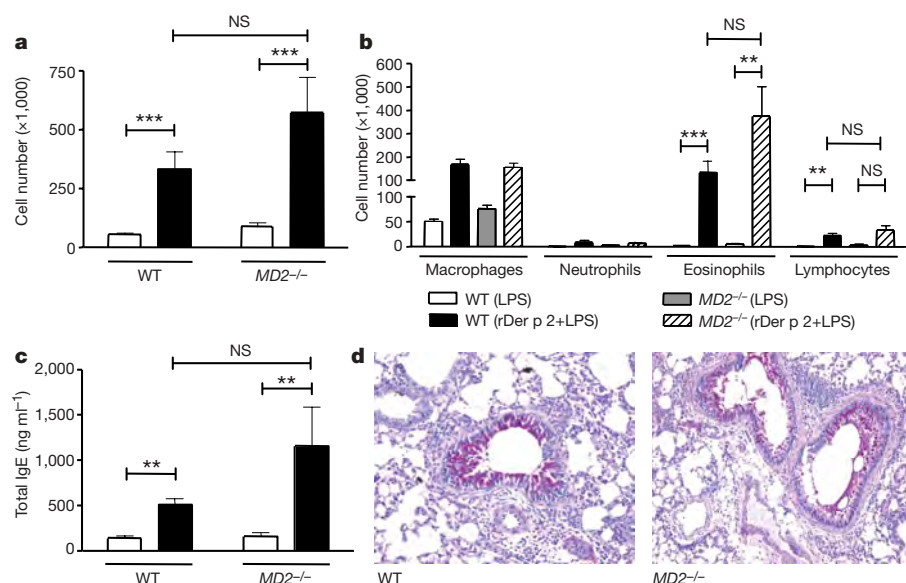 a
NS
***
***
Cell number (×1,000)
750
500
250
0
WT
MD2–/–
b
NS
**
***
NS
**
NS
Cell number (×1,000)
600
500
400
300
200
100
100
50
0
Macrophages
Neutrophils
Eosinophils
Lymphocytes
WT (LPS)
MD2–/– (LPS)
WT (rDer p 2+LPS)
MD2–/– (rDer p 2+LPS)
c
NS
**
**
Total IgE (ng ml–1)
2,000
1,500
1,000
500
0
WT
MD2–/–
d
WT
MD2–/–